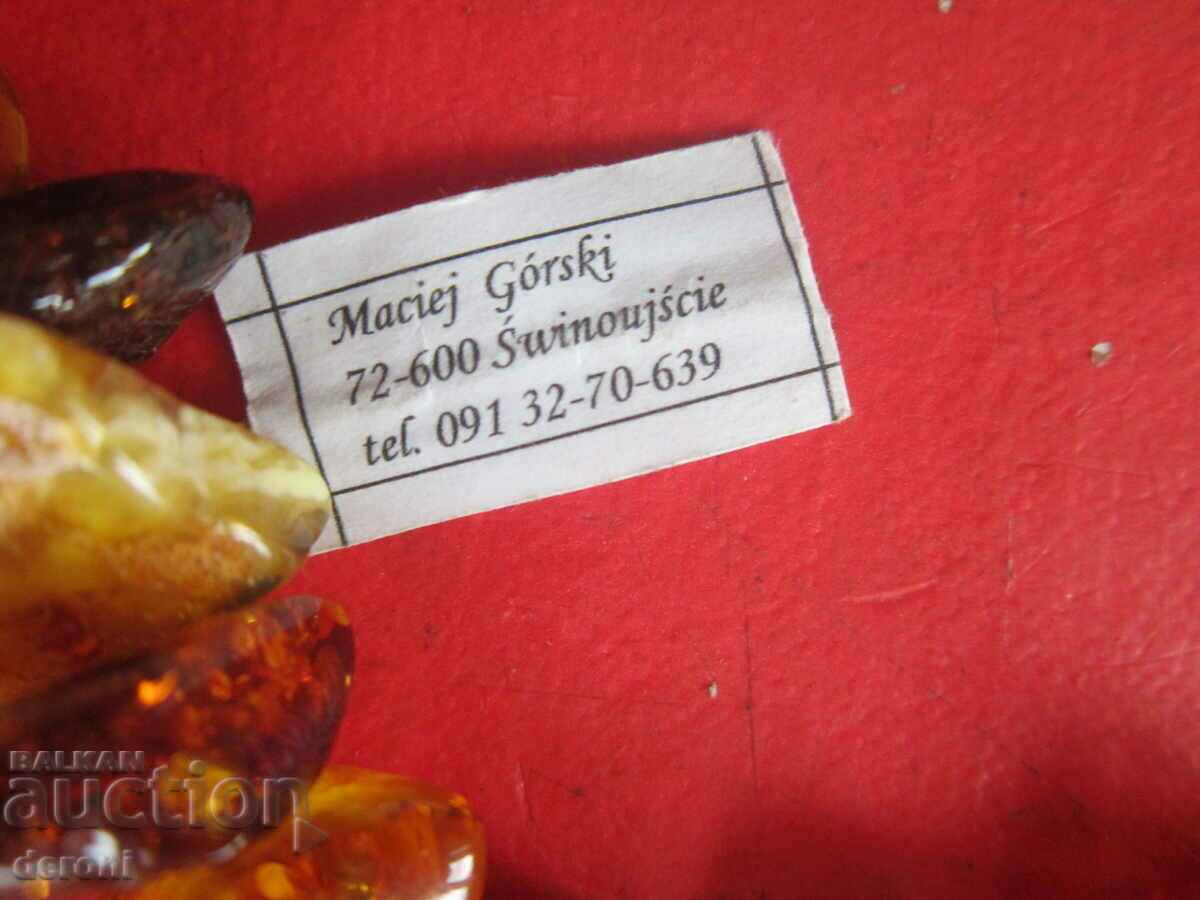 Maciej Górski
72-600 Świnoujście
tel. 091 32-70-639
BALKAN
auction
deroni